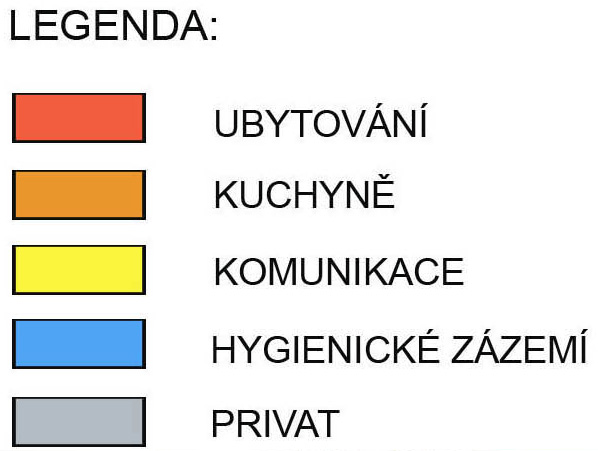 LEGENDA:
UBYTOVÁNÍ
KUCHYNĚ
KOMUNIKACE
HYGIENICKÉ ZÁZEMÍ
PRIVAT